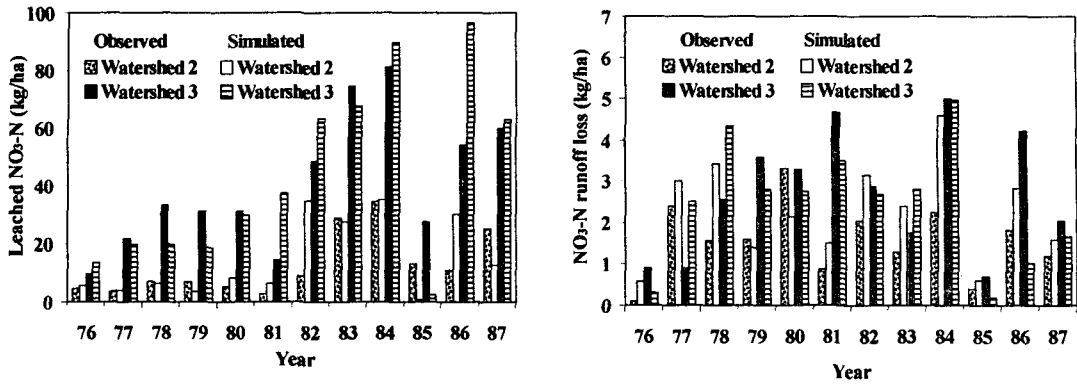 Leached NO3-N (kg/ha)
100
80
60
40
20
0
Observed Simulated
Watershed 2 Watershed 2
Watershed 3 Watershed 3
76 77 78 79 80 81 82 83 84 85 86 87
Year
NO3-N runoff loss (kg/ha)
7
6
5
4
3
2
1
0
Observed Simulated
Watershed 2 Watershed 2
Watershed 3 Watershed 3
76 77 78 79 80 81 82 83 84 85 86 87
Year